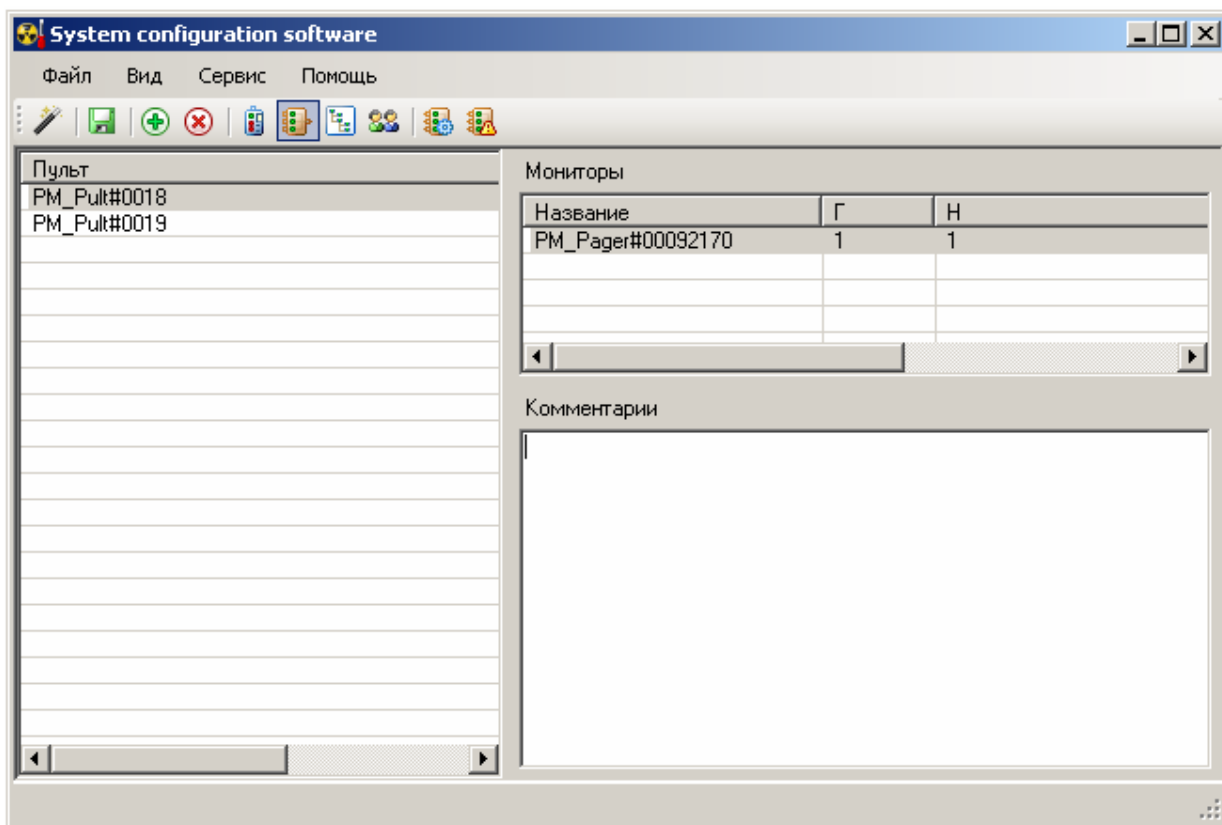 System configuration software
Файл Вид Сервис Помощь
Пульт
PM_Pult#0018
PM_Pult#0019
Мониторы
Название Г Н
PM_Pager#00092170 1 1
Комментарии